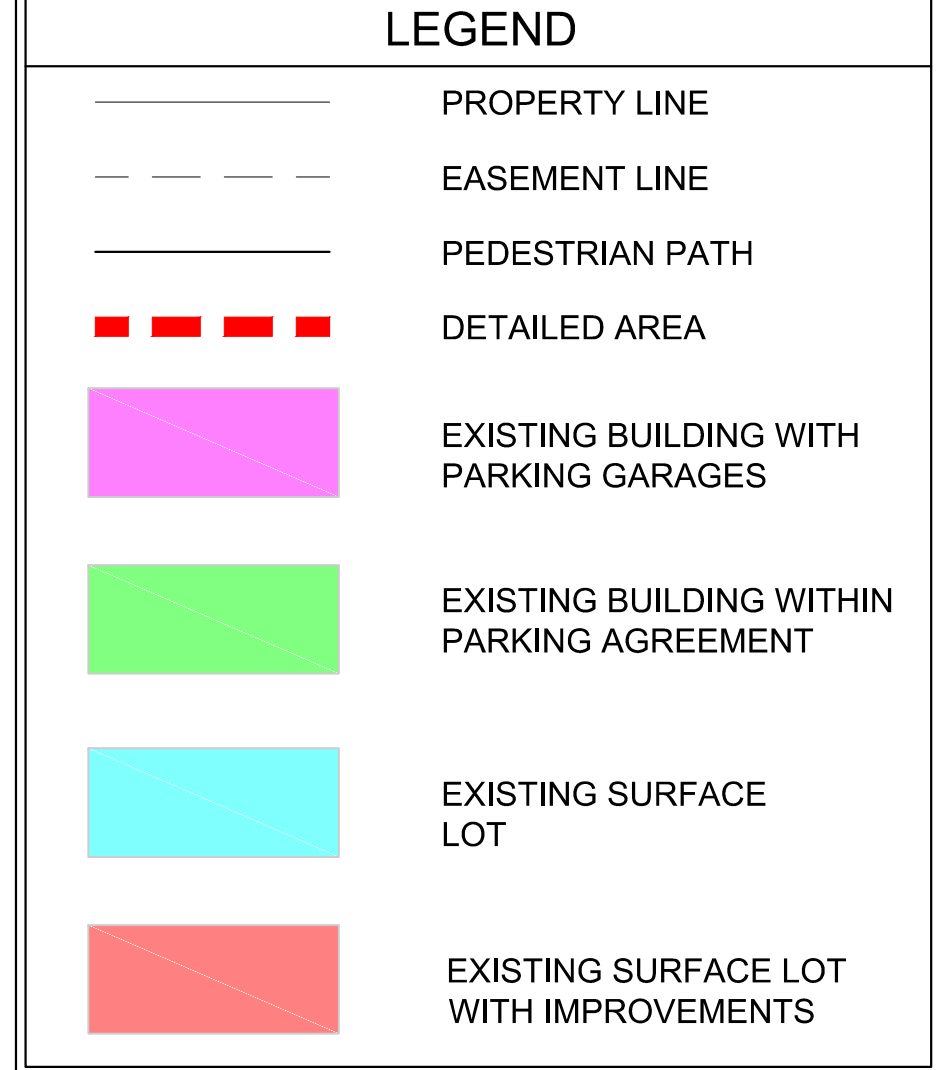 LEGEND
PROPERTY LINE
EASEMENT LINE
PEDESTRIAN PATH
DETAILED AREA
EXISTING BUILDING WITH
PARKING GARAGES
EXISTING BUILDING WITHIN
PARKING AGREEMENT
EXISTING SURFACE
LOT
EXISTING SURFACE LOT
WITH IMPROVEMENTS